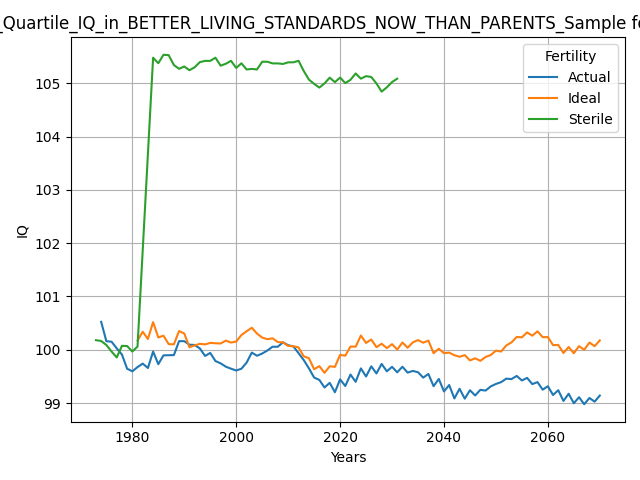 _Quartile_IQ_in_BETTER_LIVING_STANDARDS_NOW_THAN_PARENTS_Sample fo
Fertility
Actual
Ideal
Sterile
IQ
105
104
103
102
101
100
99
1980
2000
2020
2040
2060
Years